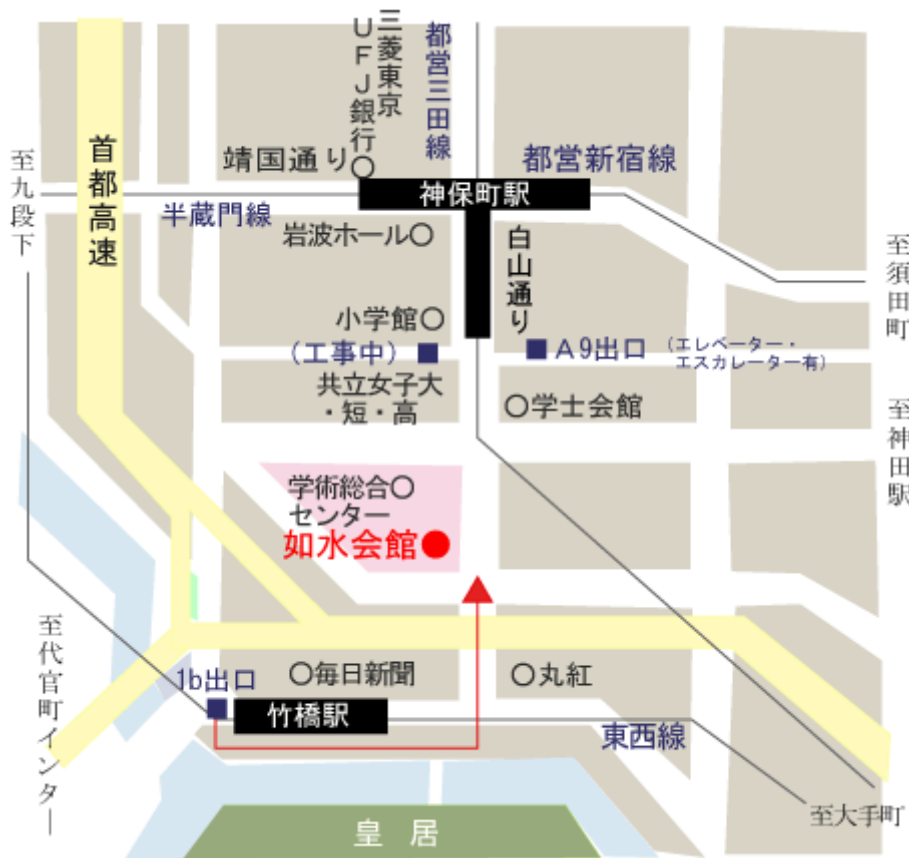 三菱東京
UFJ銀行
都営三田線
首都高速
至九段下
靖国通り
都営新宿線
神保町駅
半蔵門線
岩波ホール
白山通り
至須田町
小学館
(工事中)
A9出口
(エレベーター・
エスカレーター有)
共立女子大
・短・高
学士会館
至神田駅
学術総合
センター
如水会館
至代官町インター
1b出口
毎日新聞
丸紅
竹橋駅
東西線
至大手町
皇居